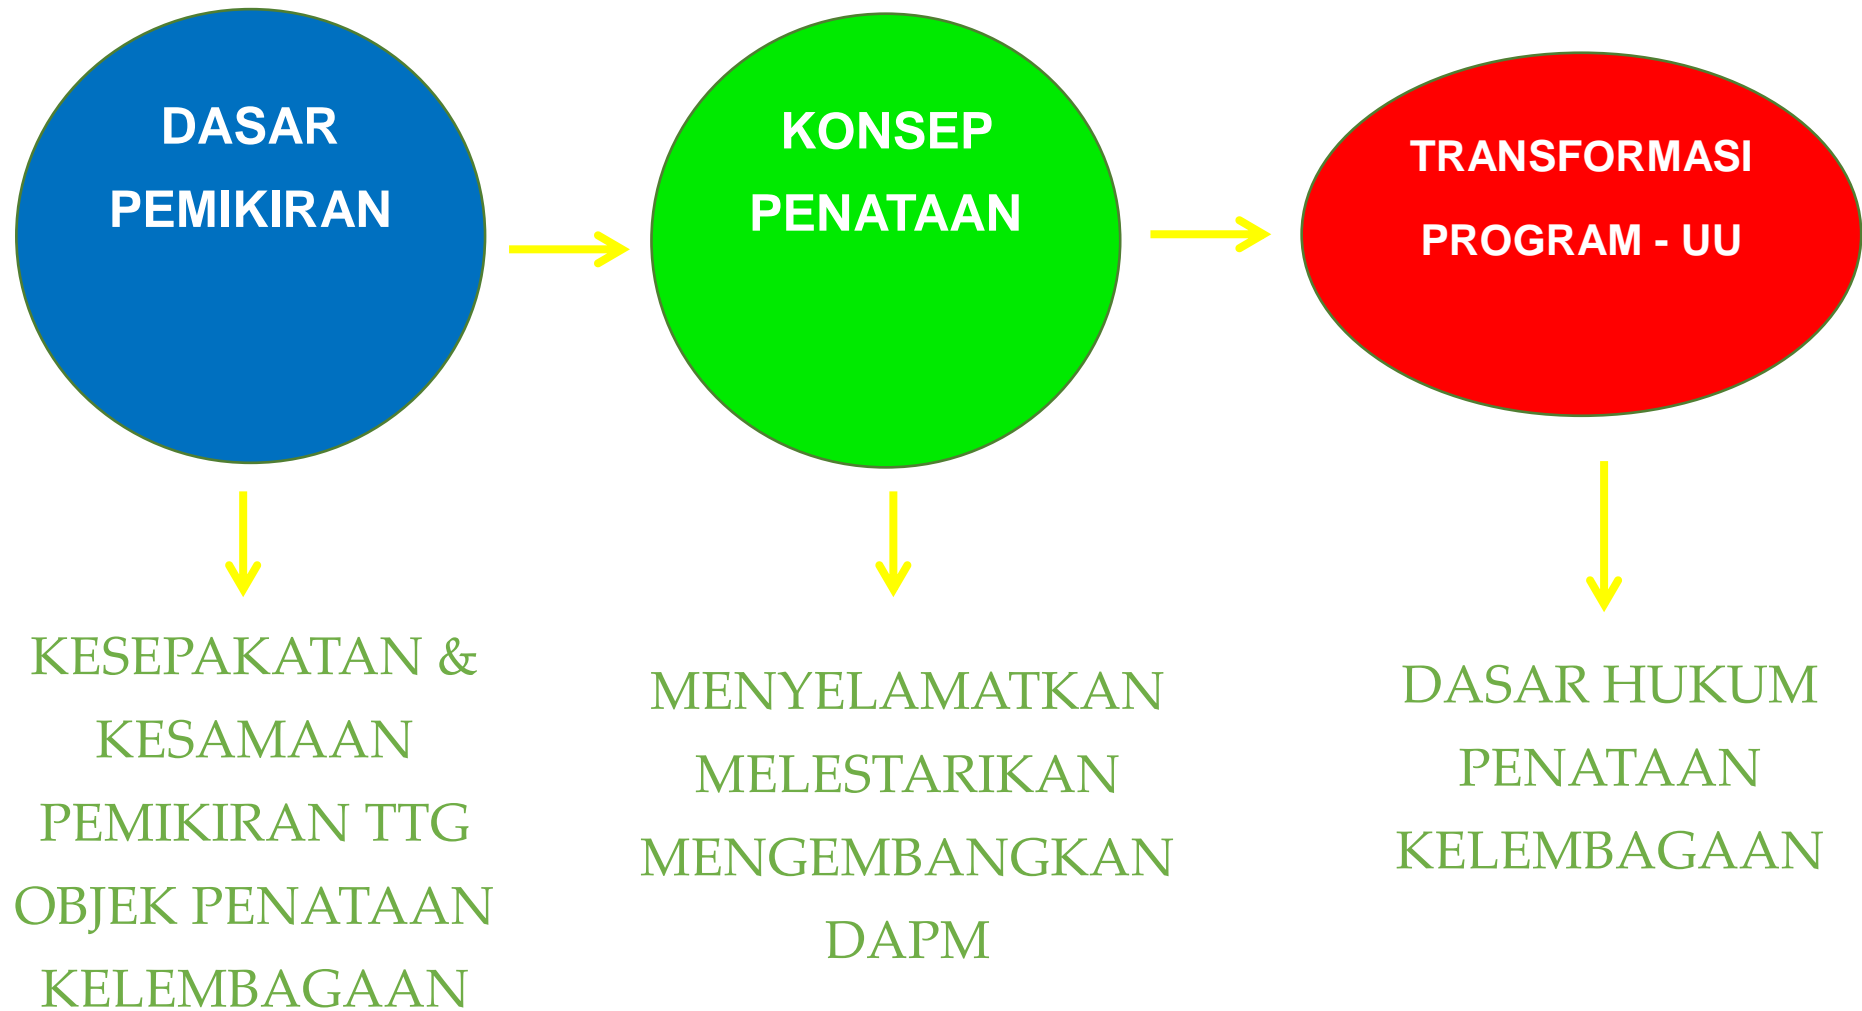 DASAR
PEMIKIRAN
KONSEP
PENATAAN
TRANSFORMASI
PROGRAM - UU
KESEPAKATAN &
KESAMAAN
PEMIKIRAN TTG
OBJEK PENATAAN
KELEMBAGAAN
MENYELAMATKAN
MELESTARIKAN
MENGEMBANGKAN
DAPM
DASAR HUKUM
PENATAAN
KELEMBAGAAN